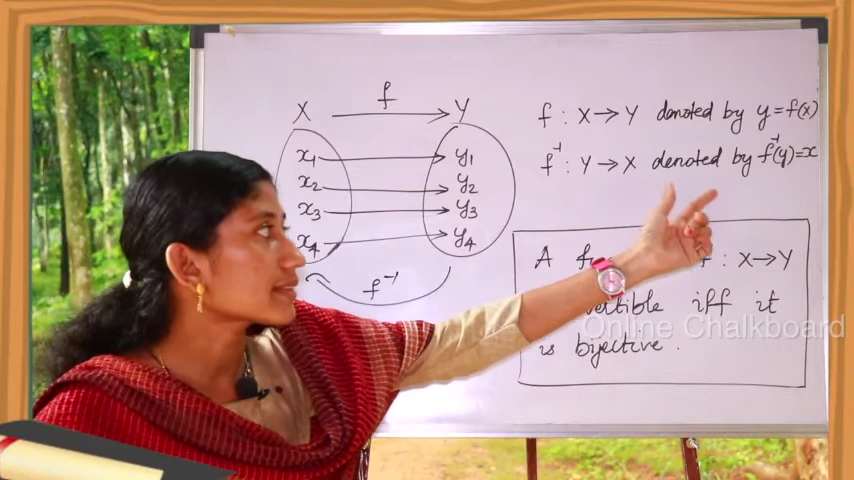 X f Y
x₁ y₁
x₂ y₂
x₃ y₃
x₄ y₄
f⁻¹
f : X → Y denoted by y = f(x)
f⁻¹ : Y → X denoted by f⁻¹(y) = x
A : X → Y
iff it
is bijective.
Online Chalkboard